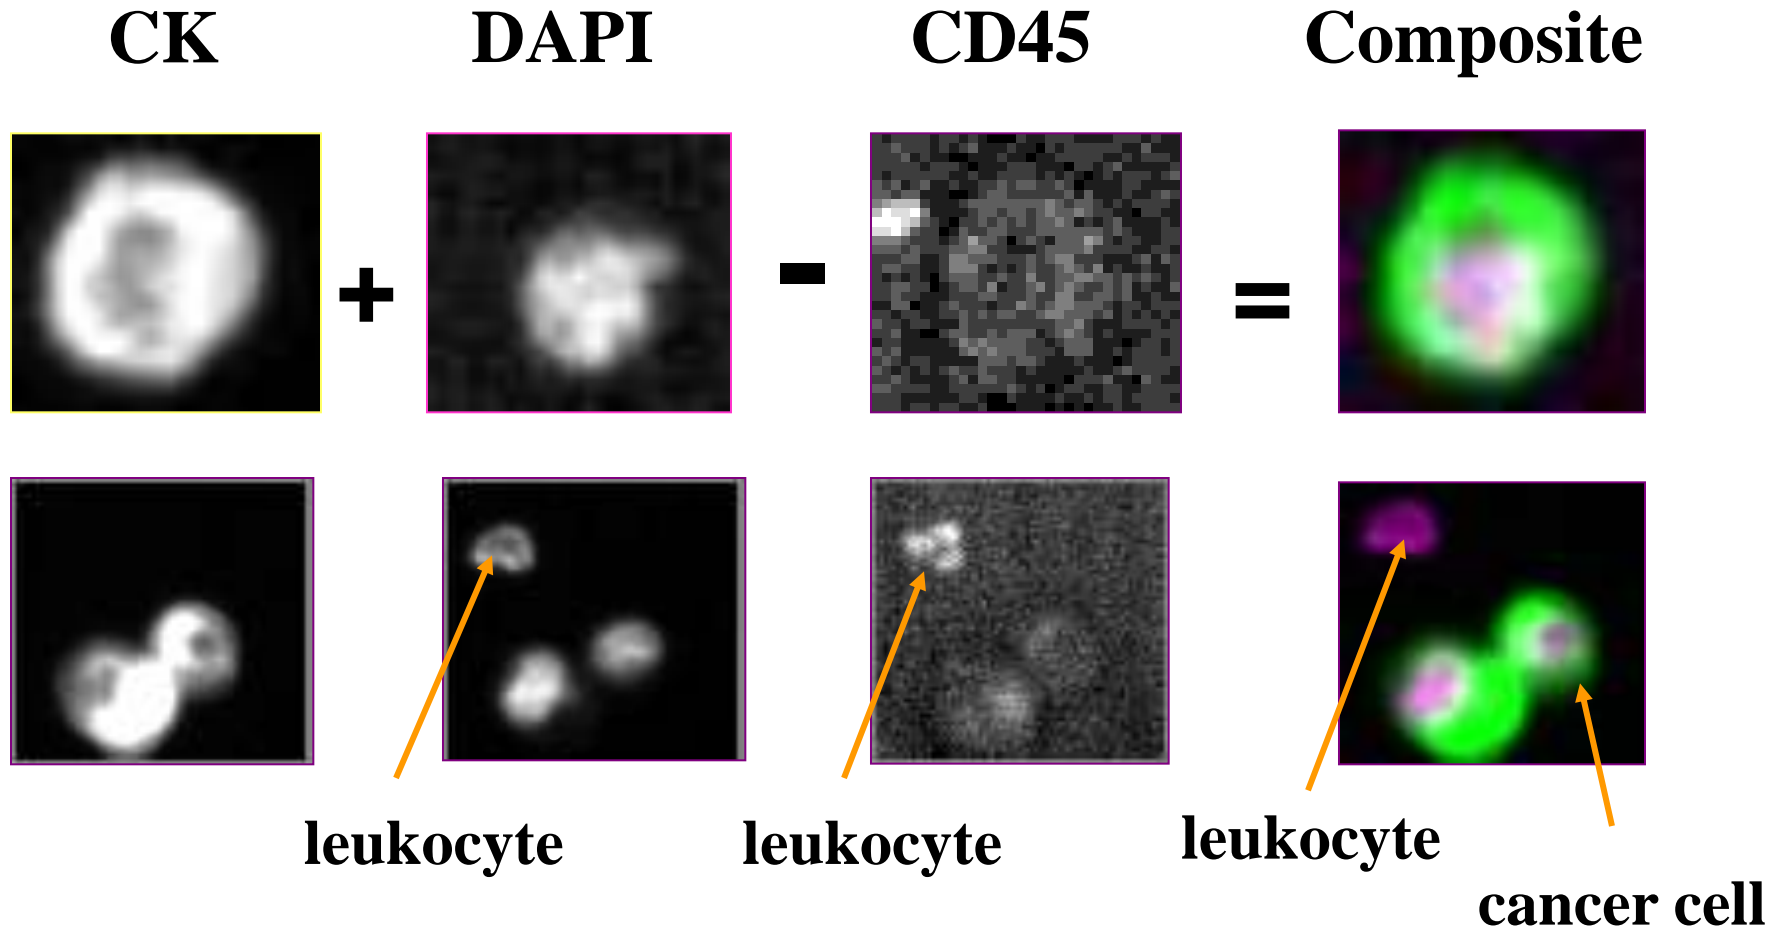 CK DAPI CD45 Composite
+ - =
leukocyte leukocyte leukocyte
cancer cell